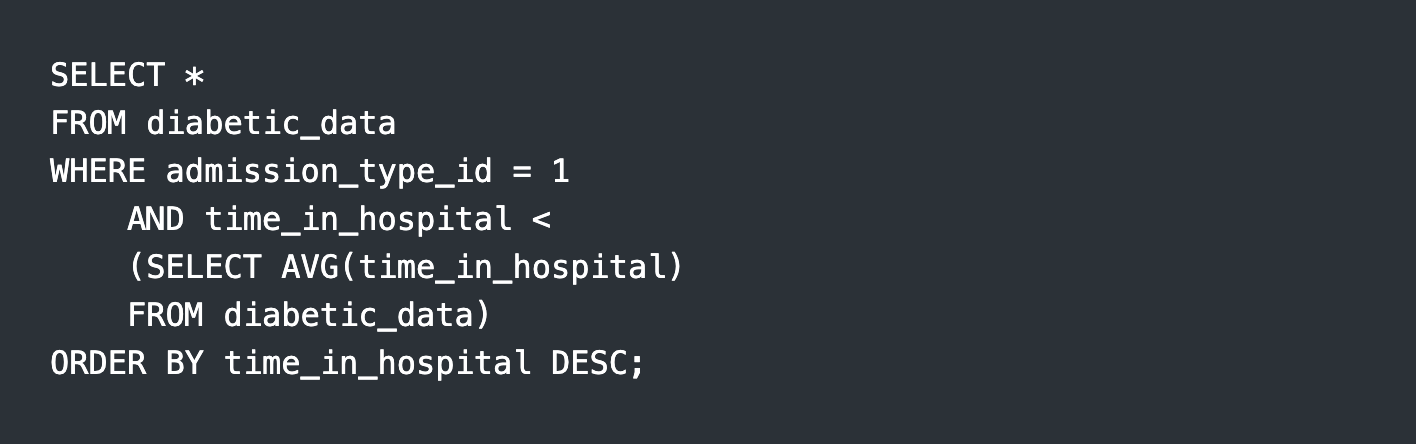 SELECT *
FROM diabetic_data
WHERE admission_type_id = 1
    AND time_in_hospital <
    (SELECT AVG(time_in_hospital)
    FROM diabetic_data)
ORDER BY time_in_hospital DESC;